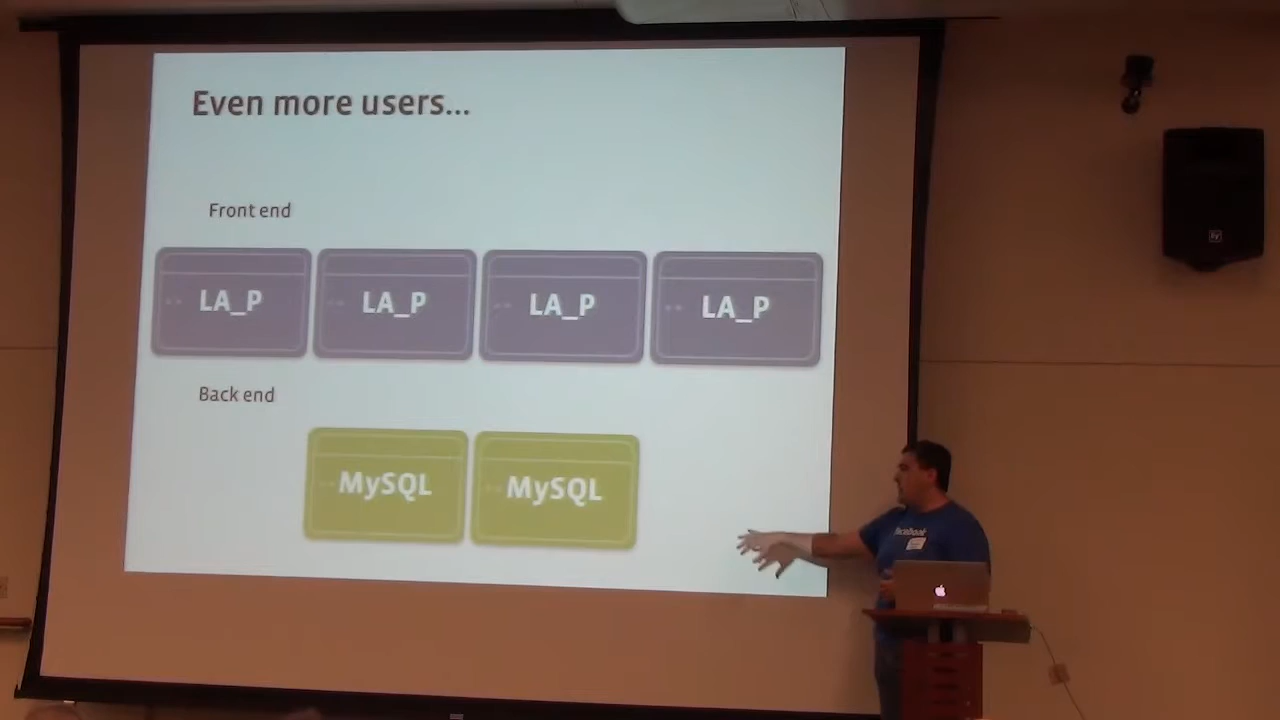 Even more users...
Front end
LA_P LA_P LA_P LA_P
Back end
MySQL MySQL